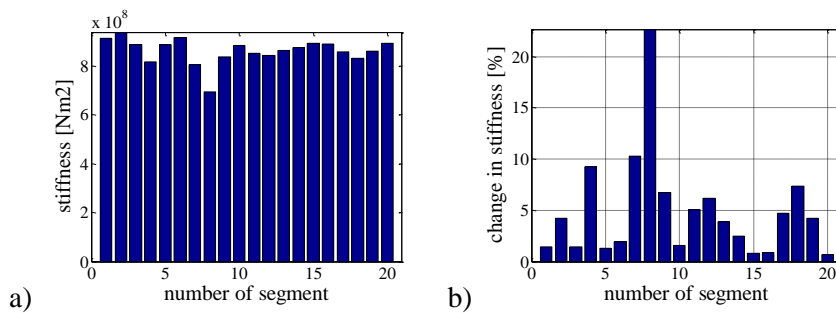 x 10^8
8
6
4
2
0
stiffness [Nm2]
0 5 10 15 20
number of segment
a)
20
15
10
5
0
change in stiffness [%]
0 5 10 15 20
number of segment
b)